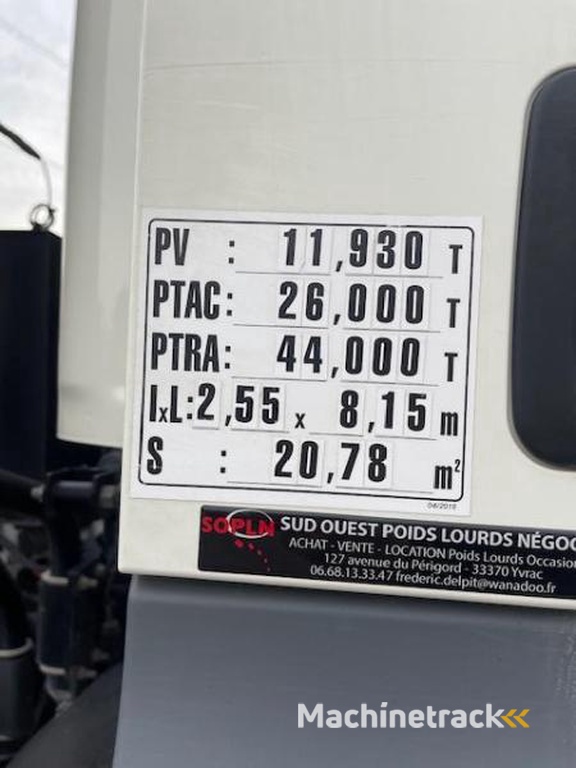 PV : 11,930 T
PTAC: 26,000 T
PTRA: 44,000 T
IxL: 2,55 x 8,15 m
S : 20,78 m²
04/2015
SOPLN SUD OUEST POIDS LOURDS NÉGOC
ACHAT - VENTE - LOCATION Poids Lourds Occasion
127 avenue du Périgord - 33370 Yvrac
06.68.13.33.47 frederic.delpit@wanadoo.fr
Machinetrack